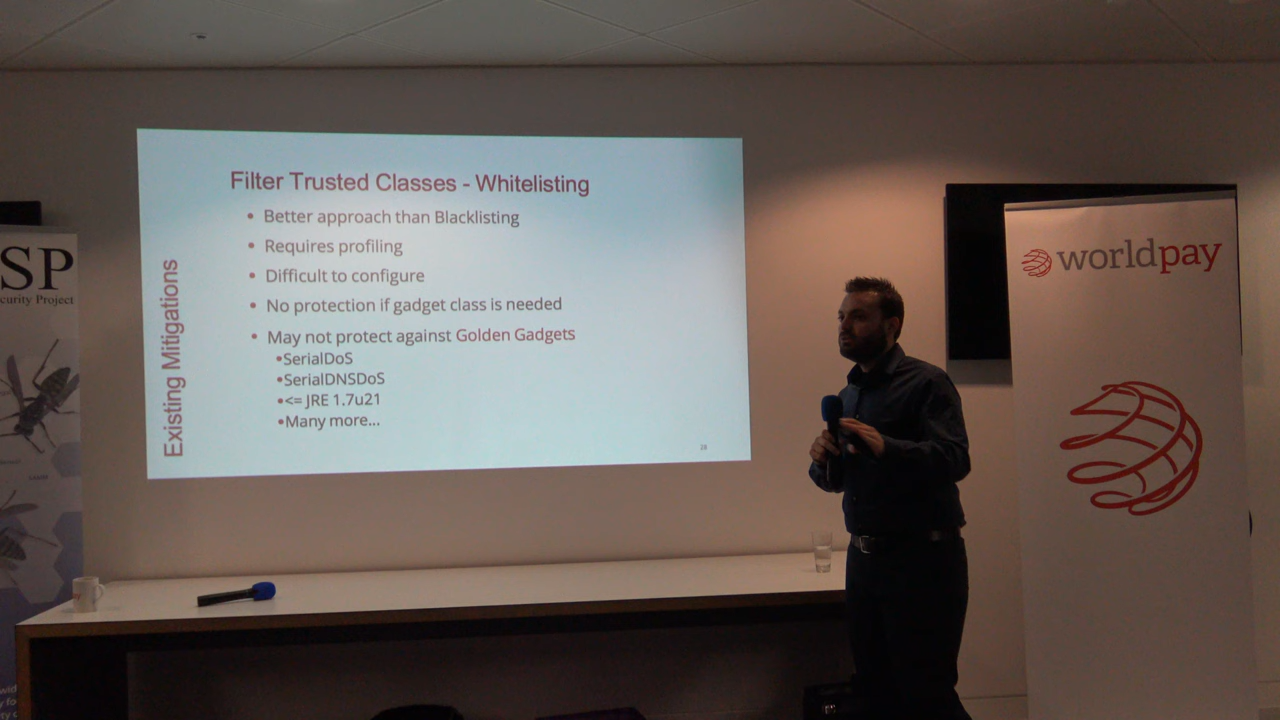 Filter Trusted Classes - Whitelisting
• Better approach than Blacklisting
• Requires profiling
• Difficult to configure
• No protection if gadget class is needed
• May not protect against Golden Gadgets
•SerialDoS
•SerialDNSDoS
•<= JRE 1.7u21
•Many more...
Existing Mitigations
28
SP
curity Project
worldpay